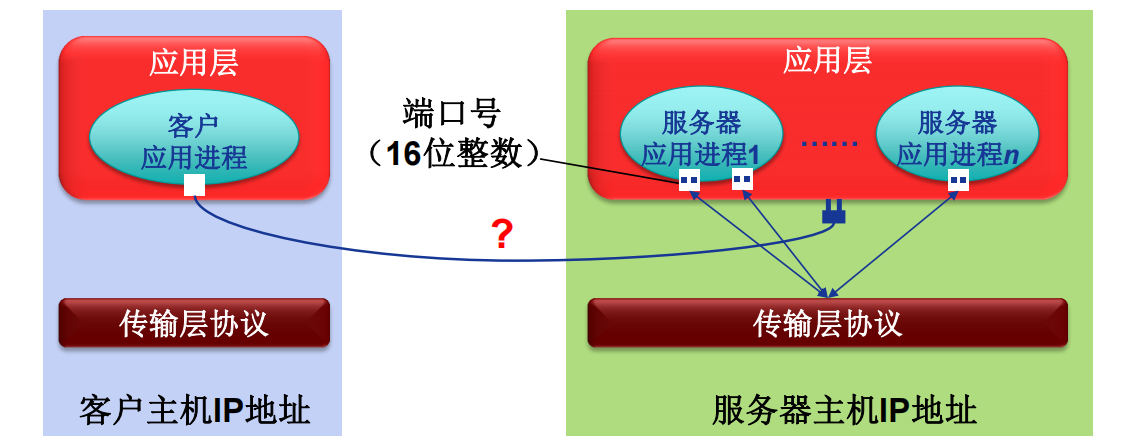 应用层
客户
应用进程
端口号
（16位整数）
应用层
服务器
应用进程1
……
服务器
应用进程n
?
传输层协议
传输层协议
客户主机IP地址
服务器主机IP地址